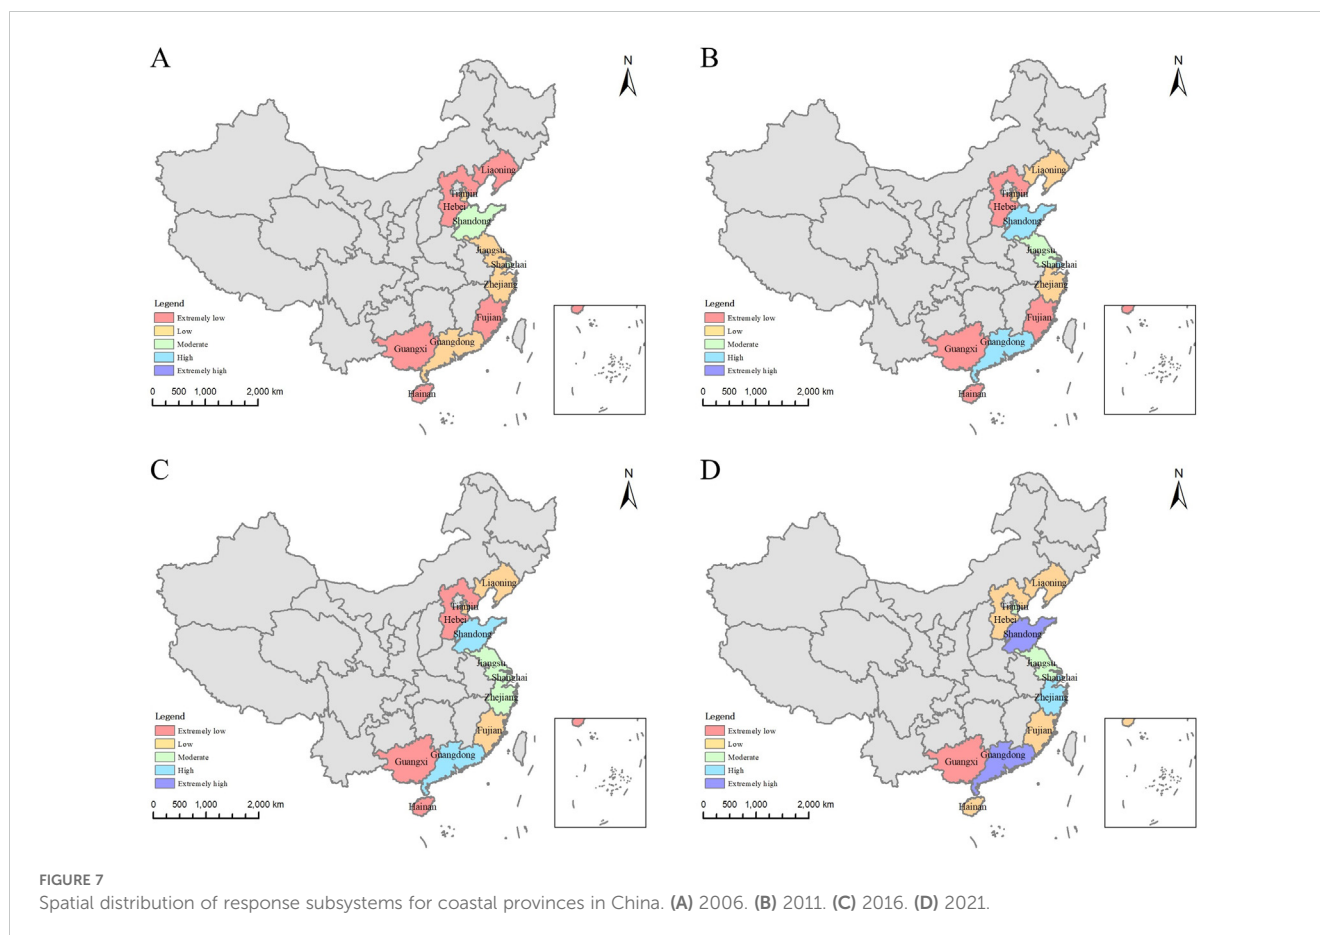 A
N
Liaoning
Tianjin
Hebei
Shandong
Jiangsu
Shanghai
Zhejiang
Fujian
Guangdong
Guangxi
Hainan
Legend
Extremely low
Low
Moderate
High
Extremely high
0 500 1,000 2,000 km
B
N
Liaoning
Tianjin
Hebei
Shandong
Jiangsu
Shanghai
Zhejiang
Fujian
Guangdong
Guangxi
Hainan
Legend
Extremely low
Low
Moderate
High
Extremely high
0 500 1,000 2,000 km
C
N
Liaoning
Tianjin
Hebei
Shandong
Jiangsu
Shanghai
Zhejiang
Fujian
Guangdong
Guangxi
Hainan
Legend
Extremely low
Low
Moderate
High
Extremely high
0 500 1,000 2,000 km
D
N
Liaoning
Tianjin
Hebei
Shandong
Jiangsu
Shanghai
Zhejiang
Fujian
Guangdong
Guangxi
Hainan
Legend
Extremely low
Low
Moderate
High
Extremely high
0 500 1,000 2,000 km
FIGURE 7
Spatial distribution of response subsystems for coastal provinces in China. (A) 2006. (B) 2011. (C) 2016. (D) 2021.